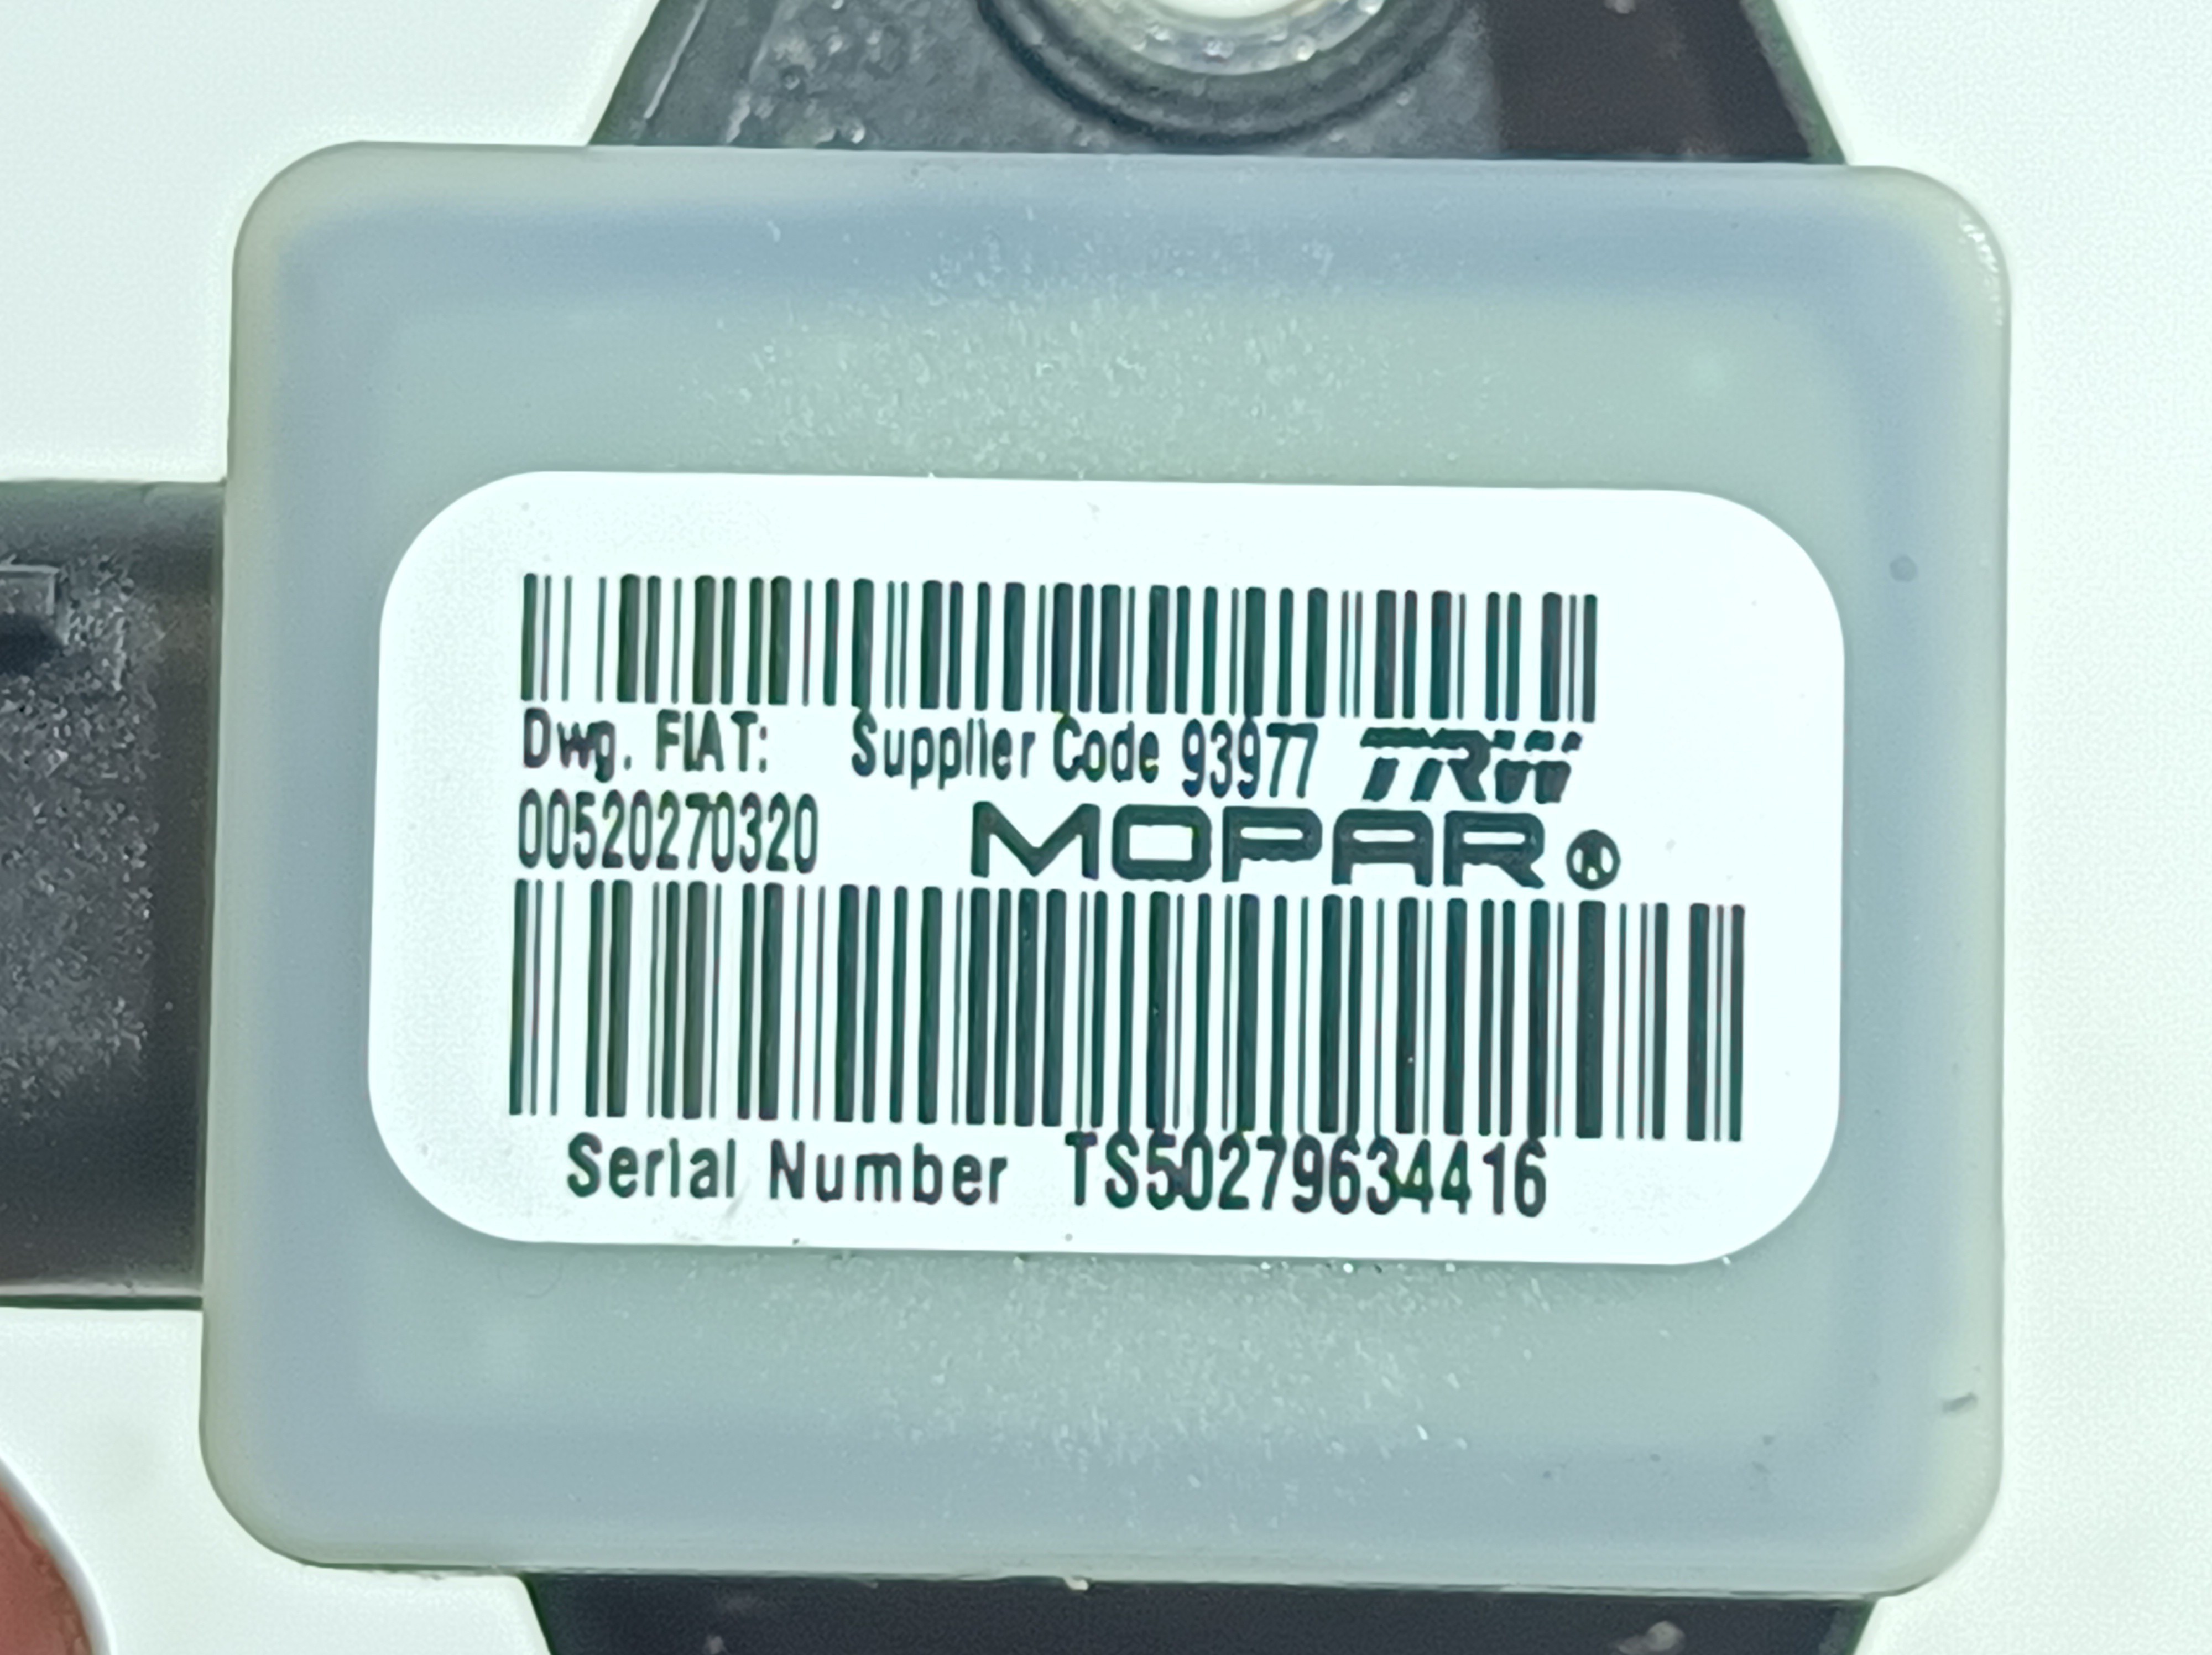 Dwg. FIAT: Supplier Code 93977 TRW
00520270320 MOPAR
Serial Number TS50279634416